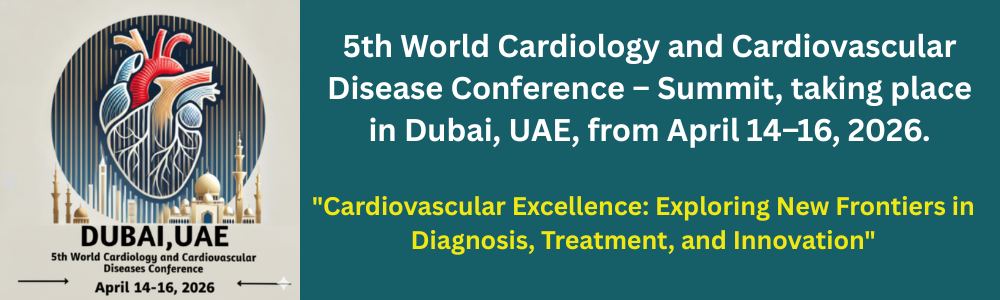 DUBAI,UAE
5th World Cardiology and Cardiovascular
Diseases Conference
April 14-16, 2026
5th World Cardiology and Cardiovascular
Disease Conference – Summit, taking place
in Dubai, UAE, from April 14–16, 2026.
"Cardiovascular Excellence: Exploring New Frontiers in
Diagnosis, Treatment, and Innovation"